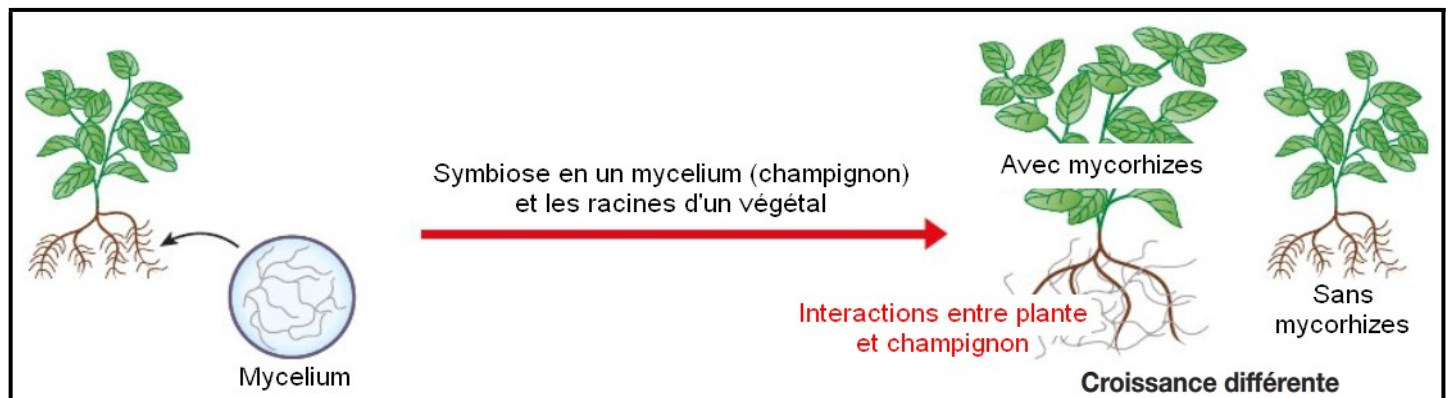 Symbiose en un mycelium (champignon)
et les racines d'un végétal
Mycelium
Avec mycorhizes
Interactions entre plante
et champignon
Sans
mycorhizes
Croissance différente